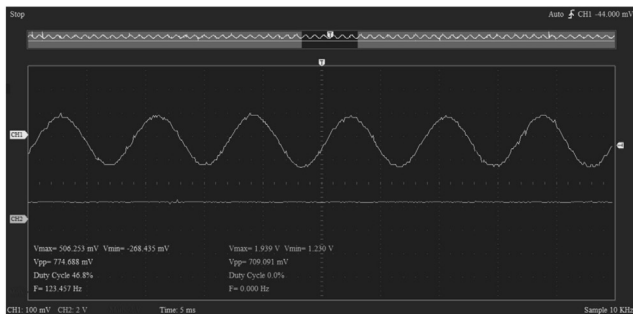 Stop Auto CH1 -44.000 mV
T
T
CH1
CH2
Vmax= 506.253 mV Vmin= -268.435 mV Vmax= 1.939 V Vmin= 1.230 V
Vpp= 774.688 mV Vpp= 709.091 mV
Duty Cycle 46.8% Duty Cycle 0.0%
F= 123.457 Hz F= 0.000 Hz
CH1: 100 mV CH2: 2 V Time: 5 ms Sample 10 KHz